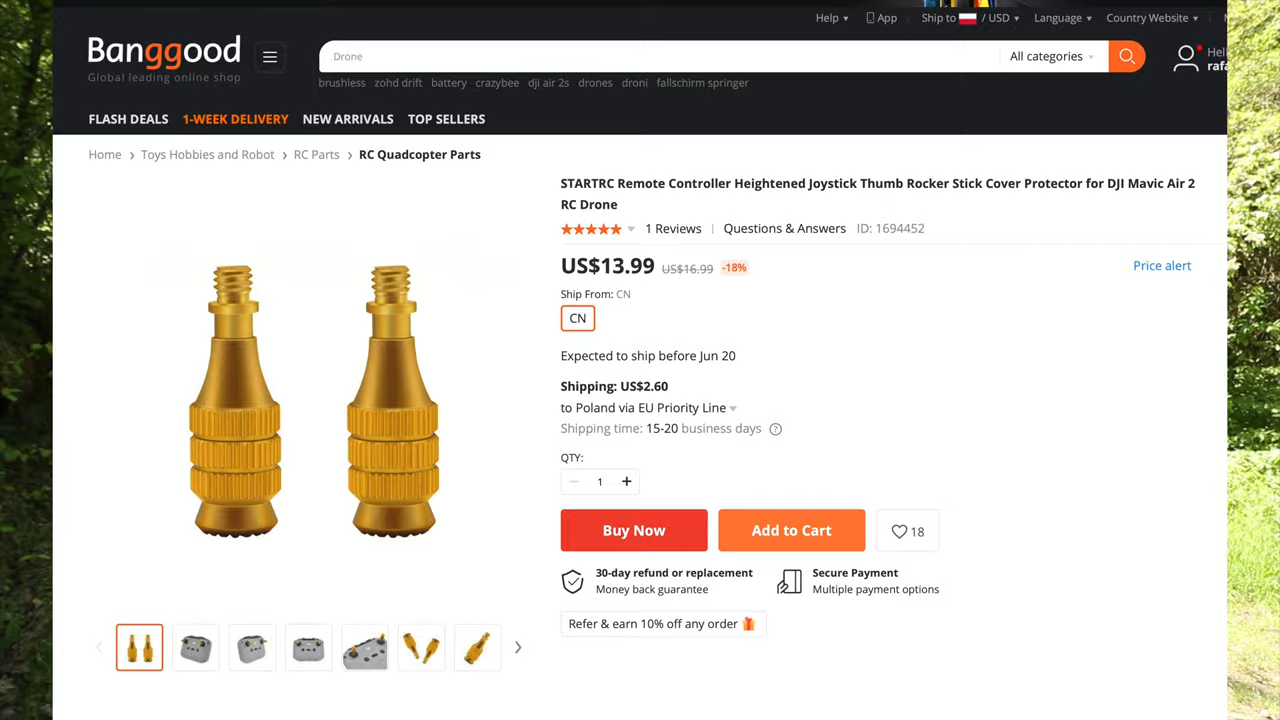 Help
App
Ship to / USD
Language
Country Website
Banggood
Global leading online shop
Drone
All categories
brushless zohd drift battery crazybee dji air 2s drones droni fallschirm springer
FLASH DEALS 1-WEEK DELIVERY NEW ARRIVALS TOP SELLERS
Home > Toys Hobbies and Robot > RC Parts > RC Quadcopter Parts
STARTRC Remote Controller Heightened Joystick Thumb Rocker Stick Cover Protector for DJI Mavic Air 2
RC Drone
1 Reviews | Questions & Answers ID: 1694452
US$13.99 US$16.99 -18%
Price alert
Ship From: CN
CN
Expected to ship before Jun 20
Shipping: US$2.60
to Poland via EU Priority Line
Shipping time: 15-20 business days ?
QTY:
− 1 +
Buy Now
Add to Cart
18
30-day refund or replacement
Money back guarantee
Secure Payment
Multiple payment options
Refer & earn 10% off any order